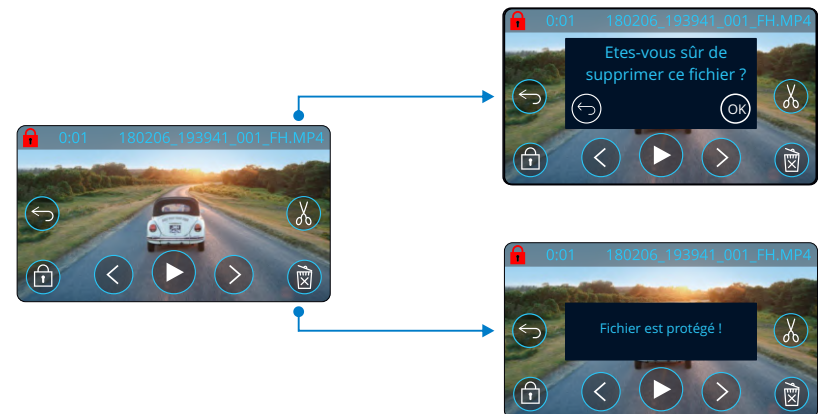 0:01 180206_193941_001_FH.MP4
Etes-vous sûr de
supprimer ce fichier ?
OK
0:01 180206_193941_001_FH.MP4
0:01 180206_193941_001_FH.MP4
Fichier est protégé !